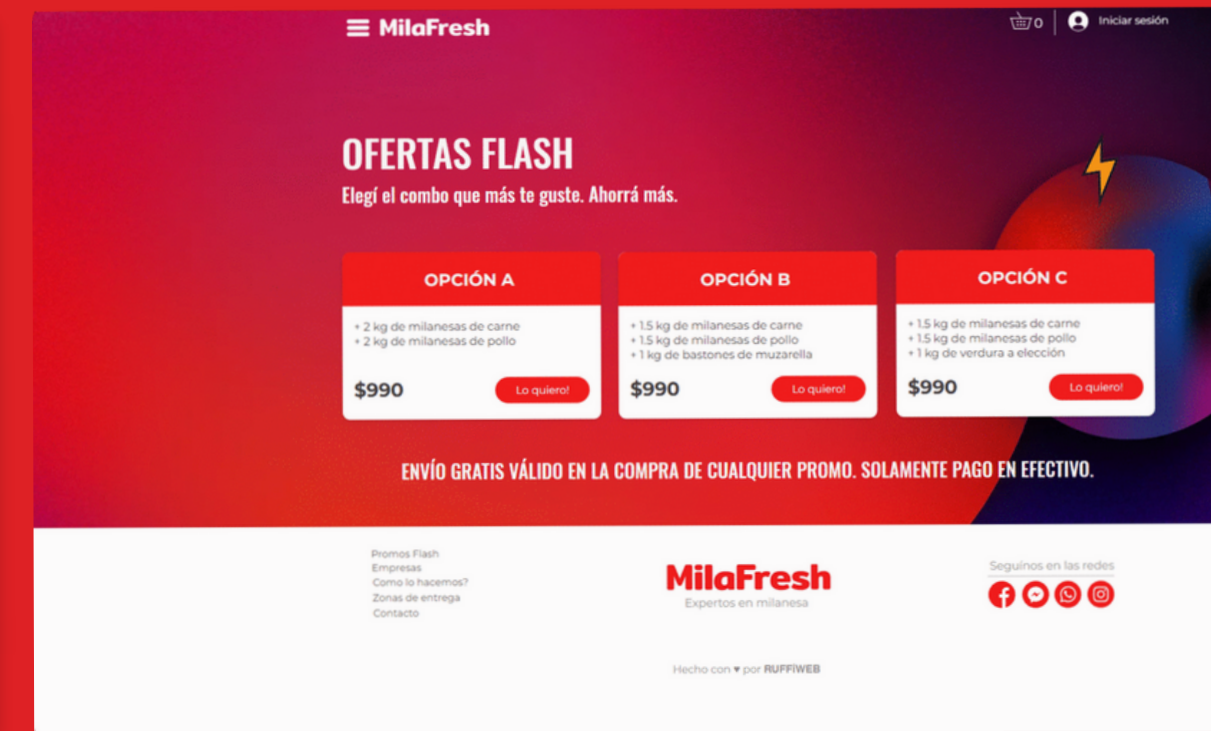 MilaFresh
0
Iniciar sesión
OFERTAS FLASH
Elegí el combo que más te guste. Ahorrá más.
OPCIÓN A
+ 2 kg de milanesas de carne
+ 2 kg de milanesas de pollo
$990
Lo quiero!
OPCIÓN B
+ 1.5 kg de milanesas de carne
+ 1.5 kg de milanesas de pollo
+ 1 kg de bastones de muzarella
$990
Lo quiero!
OPCIÓN C
+ 1.5 kg de milanesas de carne
+ 1.5 kg de milanesas de pollo
+ 1 kg de verdura a elección
$990
Lo quiero!
ENVÍO GRATIS VÁLIDO EN LA COMPRA DE CUALQUIER PROMO. SOLAMENTE PAGO EN EFECTIVO.
Promos Flash
Empresas
Como lo hacemos?
Zonas de entrega
Contacto
MilaFresh
Expertos en milanesa
Seguinos en las redes
Hecho con ♥ por RUFFIWEB